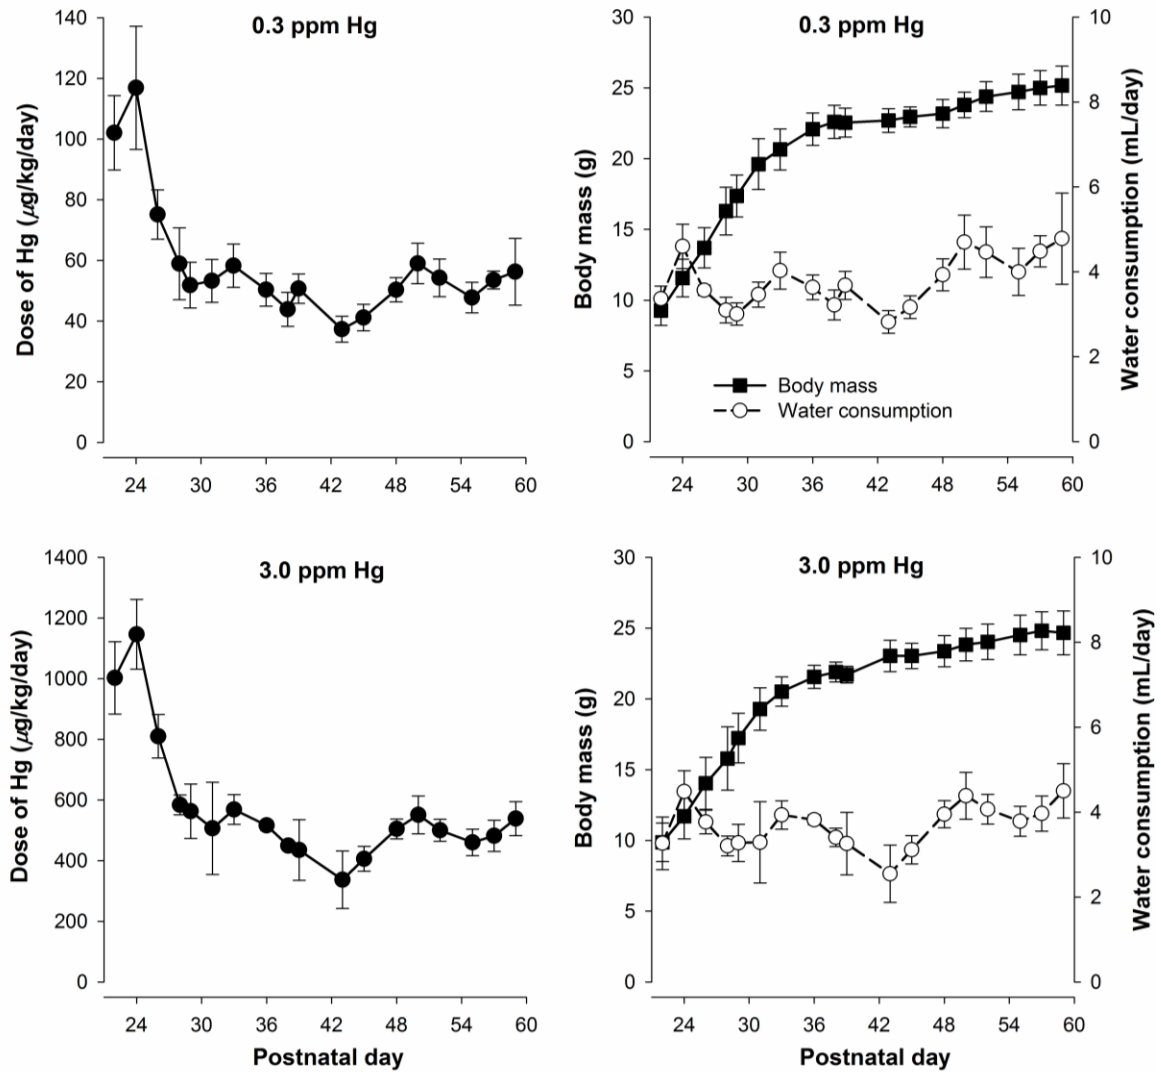 0.3 ppm Hg
Dose of Hg (μg/kg/day)
140
120
100
80
60
40
20
0
24 30 36 42 48 54 60
0.3 ppm Hg
Body mass (g)
30
25
20
15
10
5
0
Water consumption (mL/day)
10
8
6
4
2
0
Body mass
Water consumption
24 30 36 42 48 54 60
3.0 ppm Hg
Dose of Hg (μg/kg/day)
1400
1200
1000
800
600
400
200
0
24 30 36 42 48 54 60
Postnatal day
3.0 ppm Hg
Body mass (g)
30
25
20
15
10
5
0
Water consumption (mL/day)
10
8
6
4
2
0
24 30 36 42 48 54 60
Postnatal day